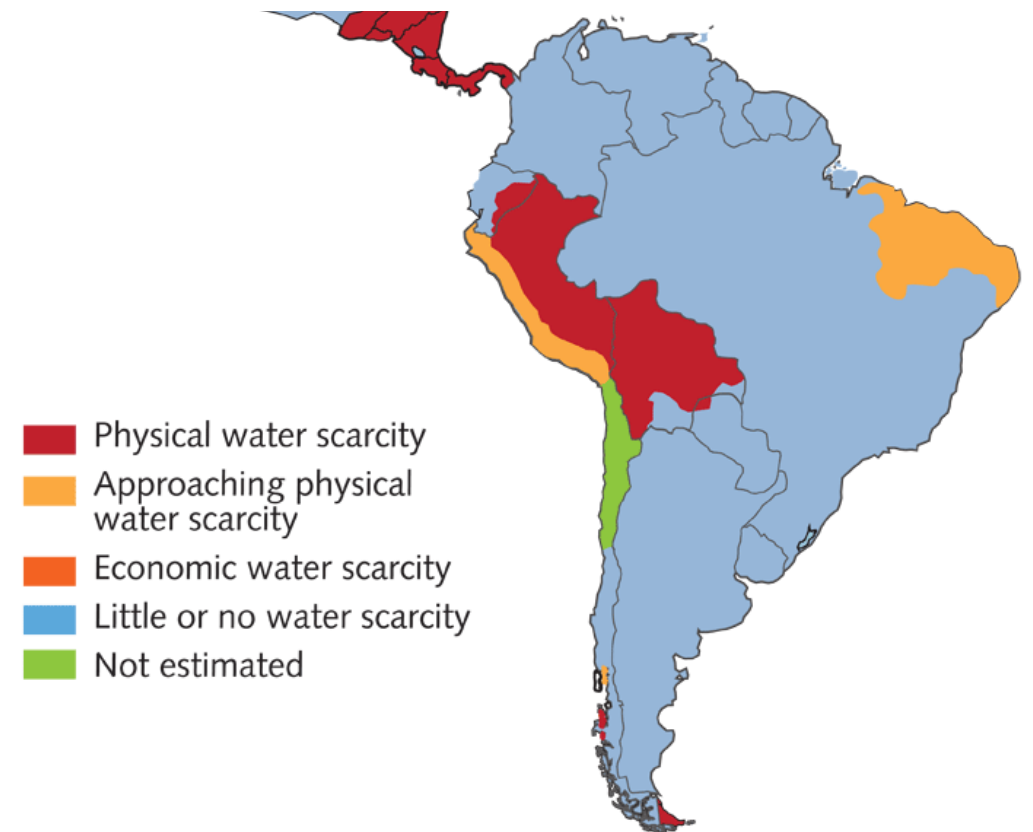 Physical water scarcity
Approaching physical
water scarcity
Economic water scarcity
Little or no water scarcity
Not estimated